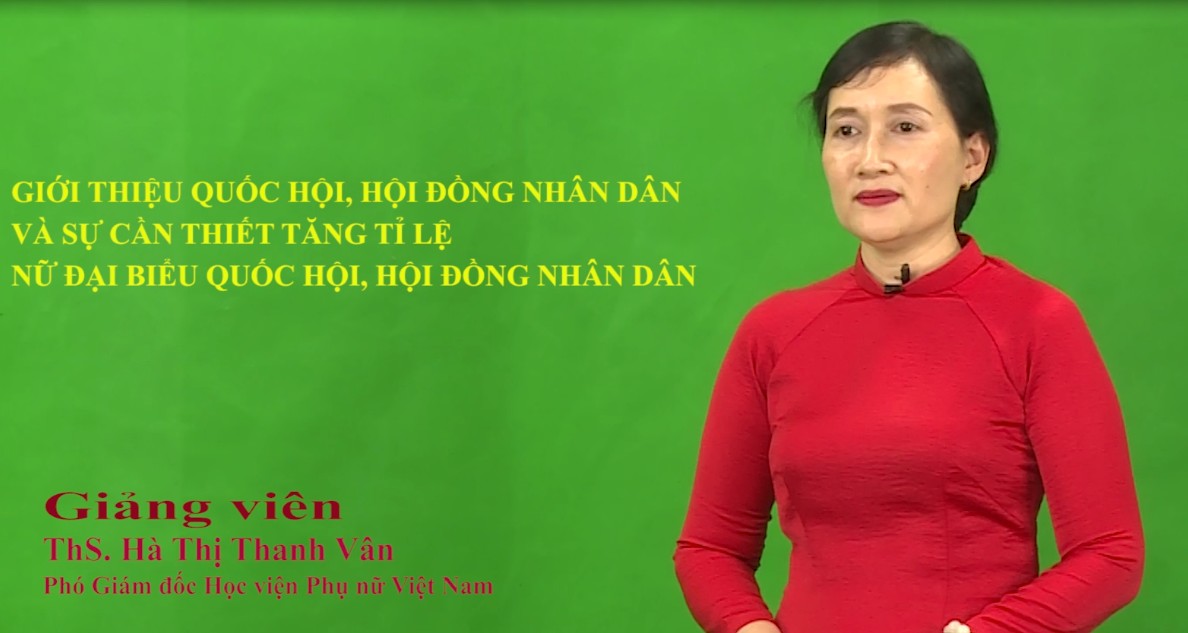 GIỚI THIỆU QUỐC HỘI, HỘI ĐỒNG NHÂN DÂN
VÀ SỰ CẦN THIẾT TĂNG TỈ LỆ
NỮ ĐẠI BIỂU QUỐC HỘI, HỘI ĐỒNG NHÂN DÂN
Giảng viên
ThS. Hà Thị Thanh Vân
Phó Giám đốc Học viện Phụ nữ Việt Nam